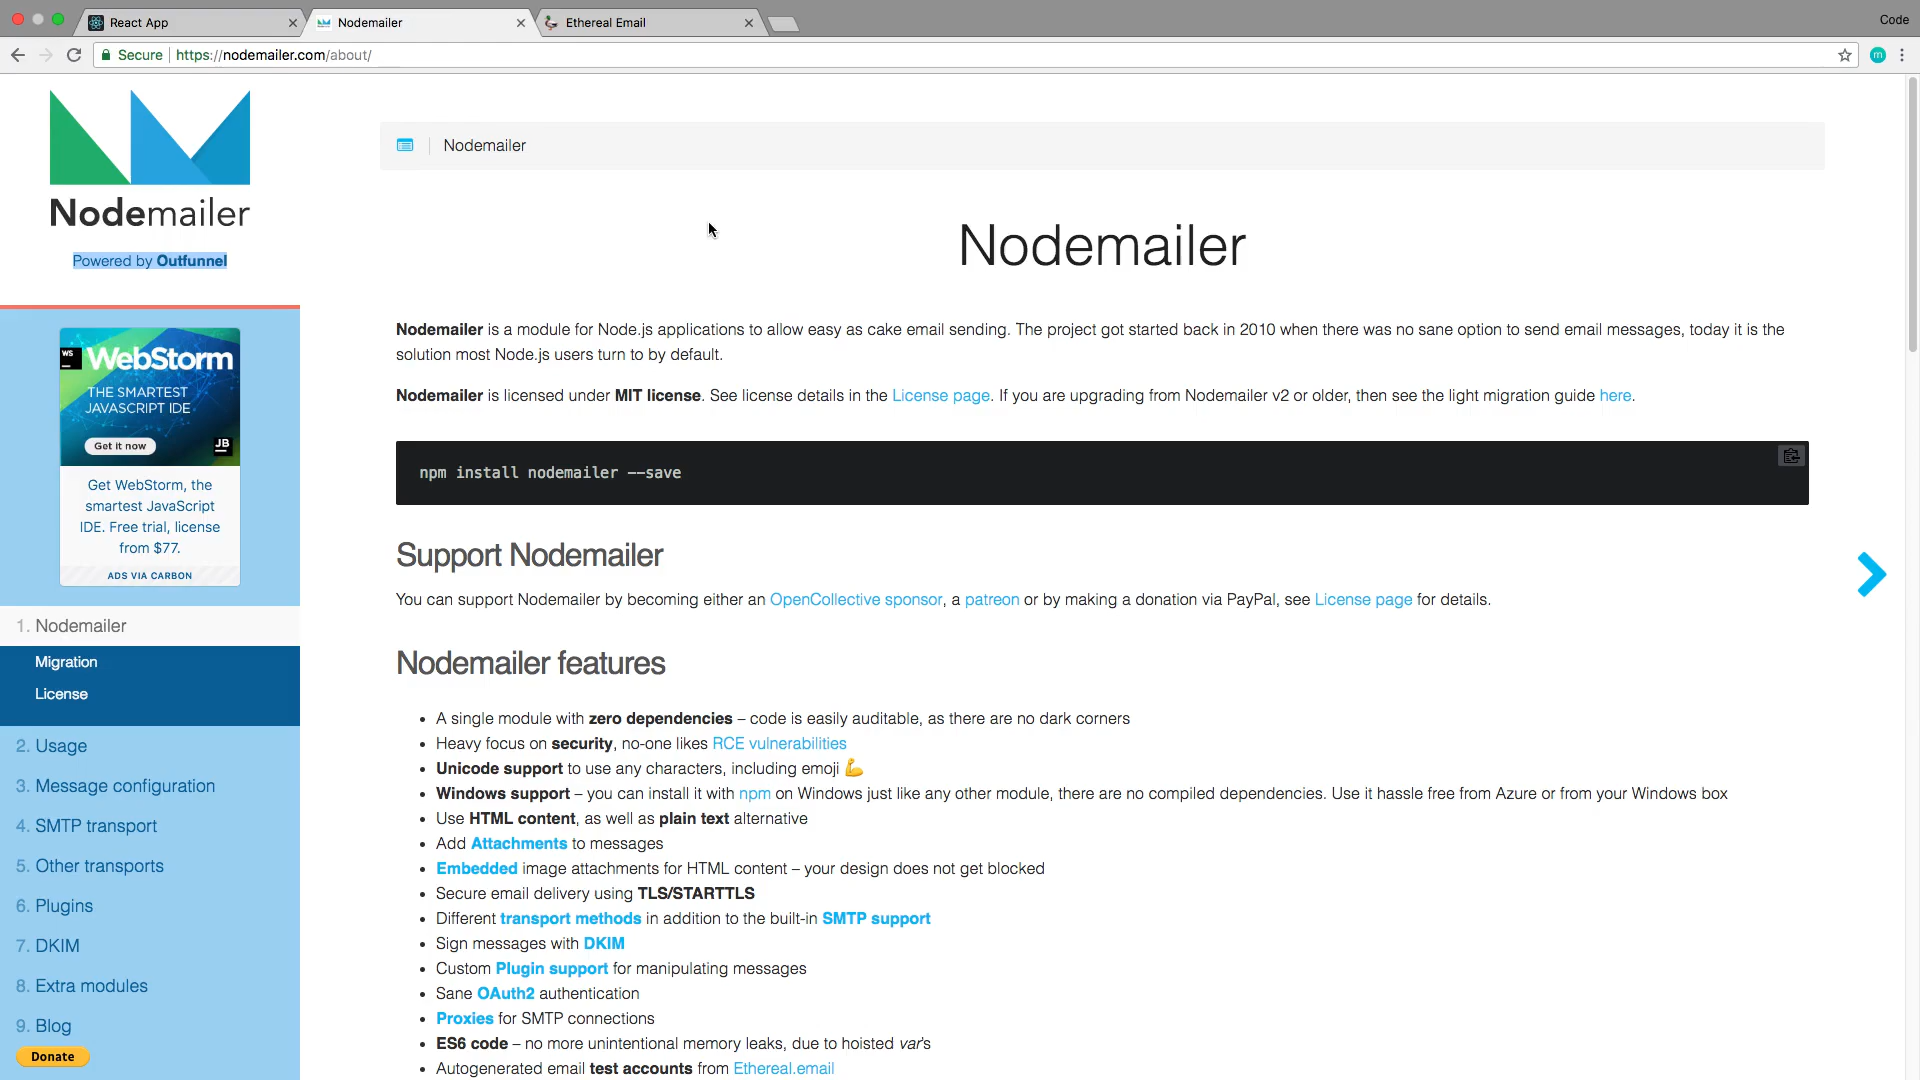 React App
Nodemailer
Ethereal Email
Code
Secure
https://nodemailer.com/about/
m
Nodemailer
Powered by Outfunnel
WS
WebStorm
THE SMARTEST
JAVASCRIPT IDE
Get it now
JB
Get WebStorm, the
smartest JavaScript
IDE. Free trial, license
from $77.
ADS VIA CARBON
1. Nodemailer
Migration
License
2. Usage
3. Message configuration
4. SMTP transport
5. Other transports
6. Plugins
7. DKIM
8. Extra modules
9. Blog
Donate
Nodemailer
Nodemailer
Nodemailer is a module for Node.js applications to allow easy as cake email sending. The project got started back in 2010 when there was no sane option to send email messages, today it is the
solution most Node.js users turn to by default.
Nodemailer is licensed under MIT license. See license details in the License page. If you are upgrading from Nodemailer v2 or older, then see the light migration guide here.
npm install nodemailer --save
Support Nodemailer
You can support Nodemailer by becoming either an OpenCollective sponsor, a patreon or by making a donation via PayPal, see License page for details.
Nodemailer features
• A single module with zero dependencies – code is easily auditable, as there are no dark corners
• Heavy focus on security, no-one likes RCE vulnerabilities
• Unicode support to use any characters, including emoji 💪
• Windows support – you can install it with npm on Windows just like any other module, there are no compiled dependencies. Use it hassle free from Azure or from your Windows box
• Use HTML content, as well as plain text alternative
• Add Attachments to messages
• Embedded image attachments for HTML content – your design does not get blocked
• Secure email delivery using TLS/STARTTLS
• Different transport methods in addition to the built-in SMTP support
• Sign messages with DKIM
• Custom Plugin support for manipulating messages
• Sane OAuth2 authentication
• Proxies for SMTP connections
• ES6 code – no more unintentional memory leaks, due to hoisted var's
• Autogenerated email test accounts from Ethereal.email